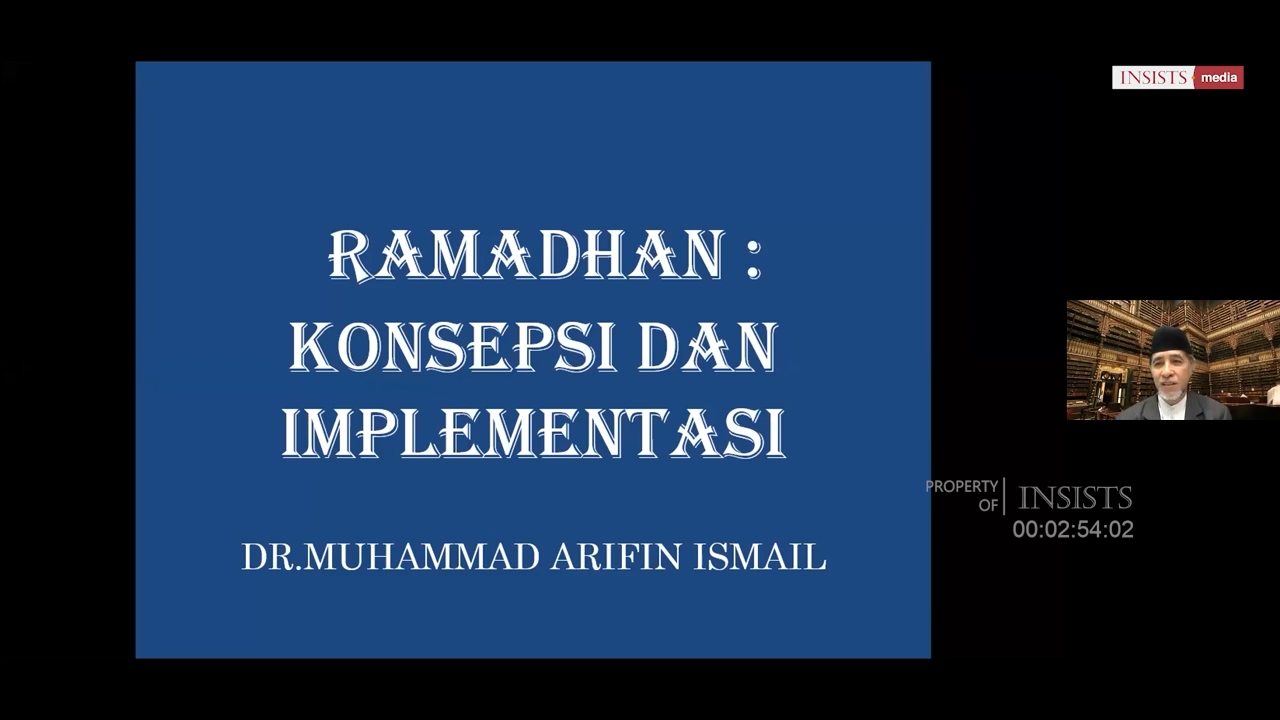 INSISTS media
RAMADHAN :
KONSEPSI DAN
IMPLEMENTASI
DR.MUHAMMAD ARIFIN ISMAIL
PROPERTY
OF
INSISTS
00:02:54:02